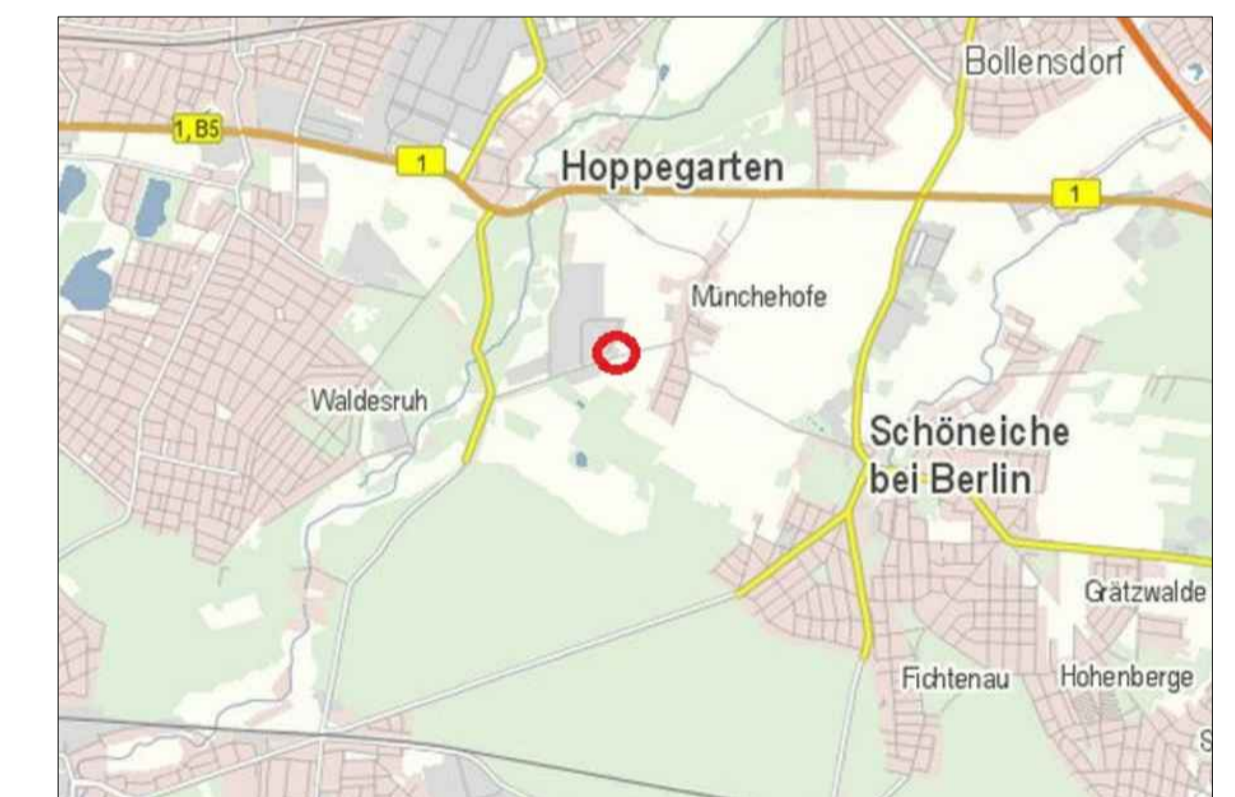 Bollensdorf
1, B5
1
Hoppegarten
1
Münchehofe
Waldesruh
Schöneiche
bei Berlin
Grätzwalde
Fichtenau
Hohenberge
S